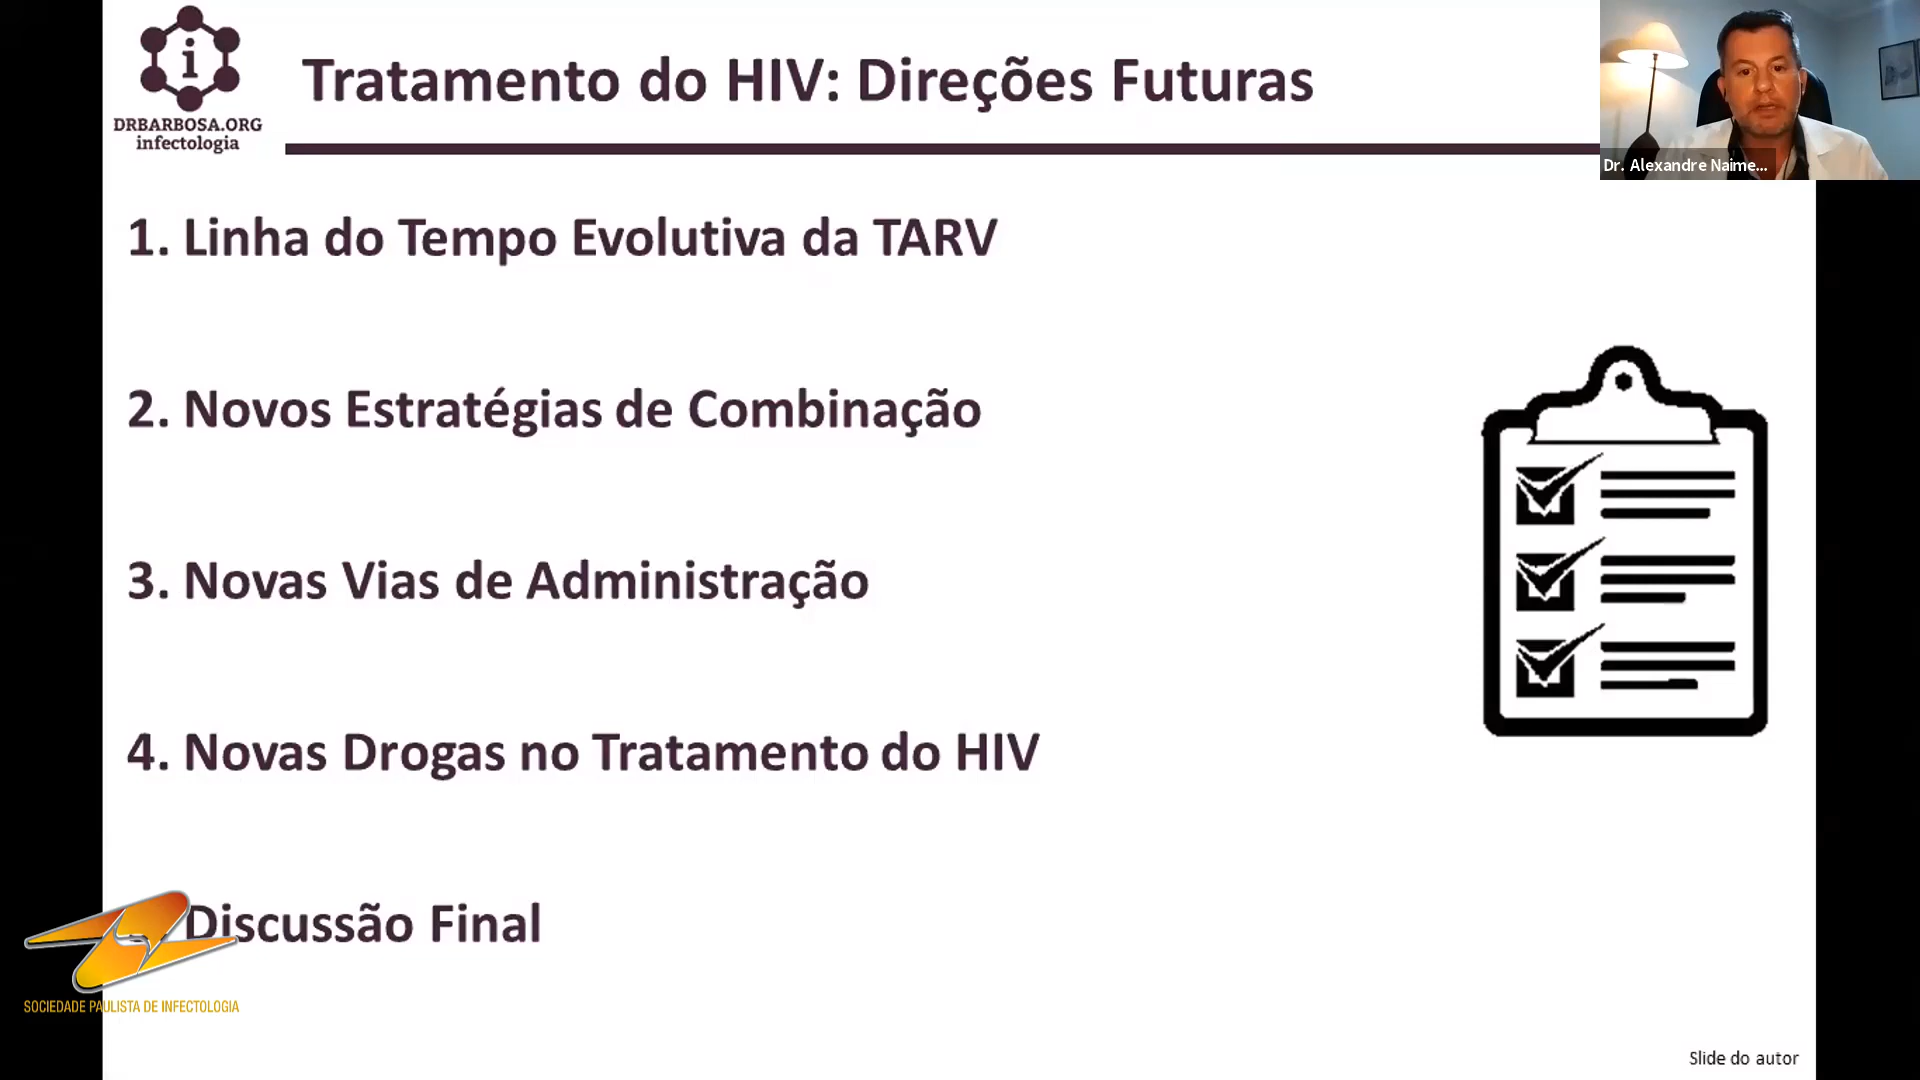 i
DRBARBOSA.ORG
infectologia
Tratamento do HIV: Direções Futuras
Dr. Alexandre Naime...
1. Linha do Tempo Evolutiva da TARV
2. Novos Estratégias de Combinação
3. Novas Vias de Administração
4. Novas Drogas no Tratamento do HIV
Discussão Final
SOCIEDADE PAULISTA DE INFECTOLOGIA
Slide do autor